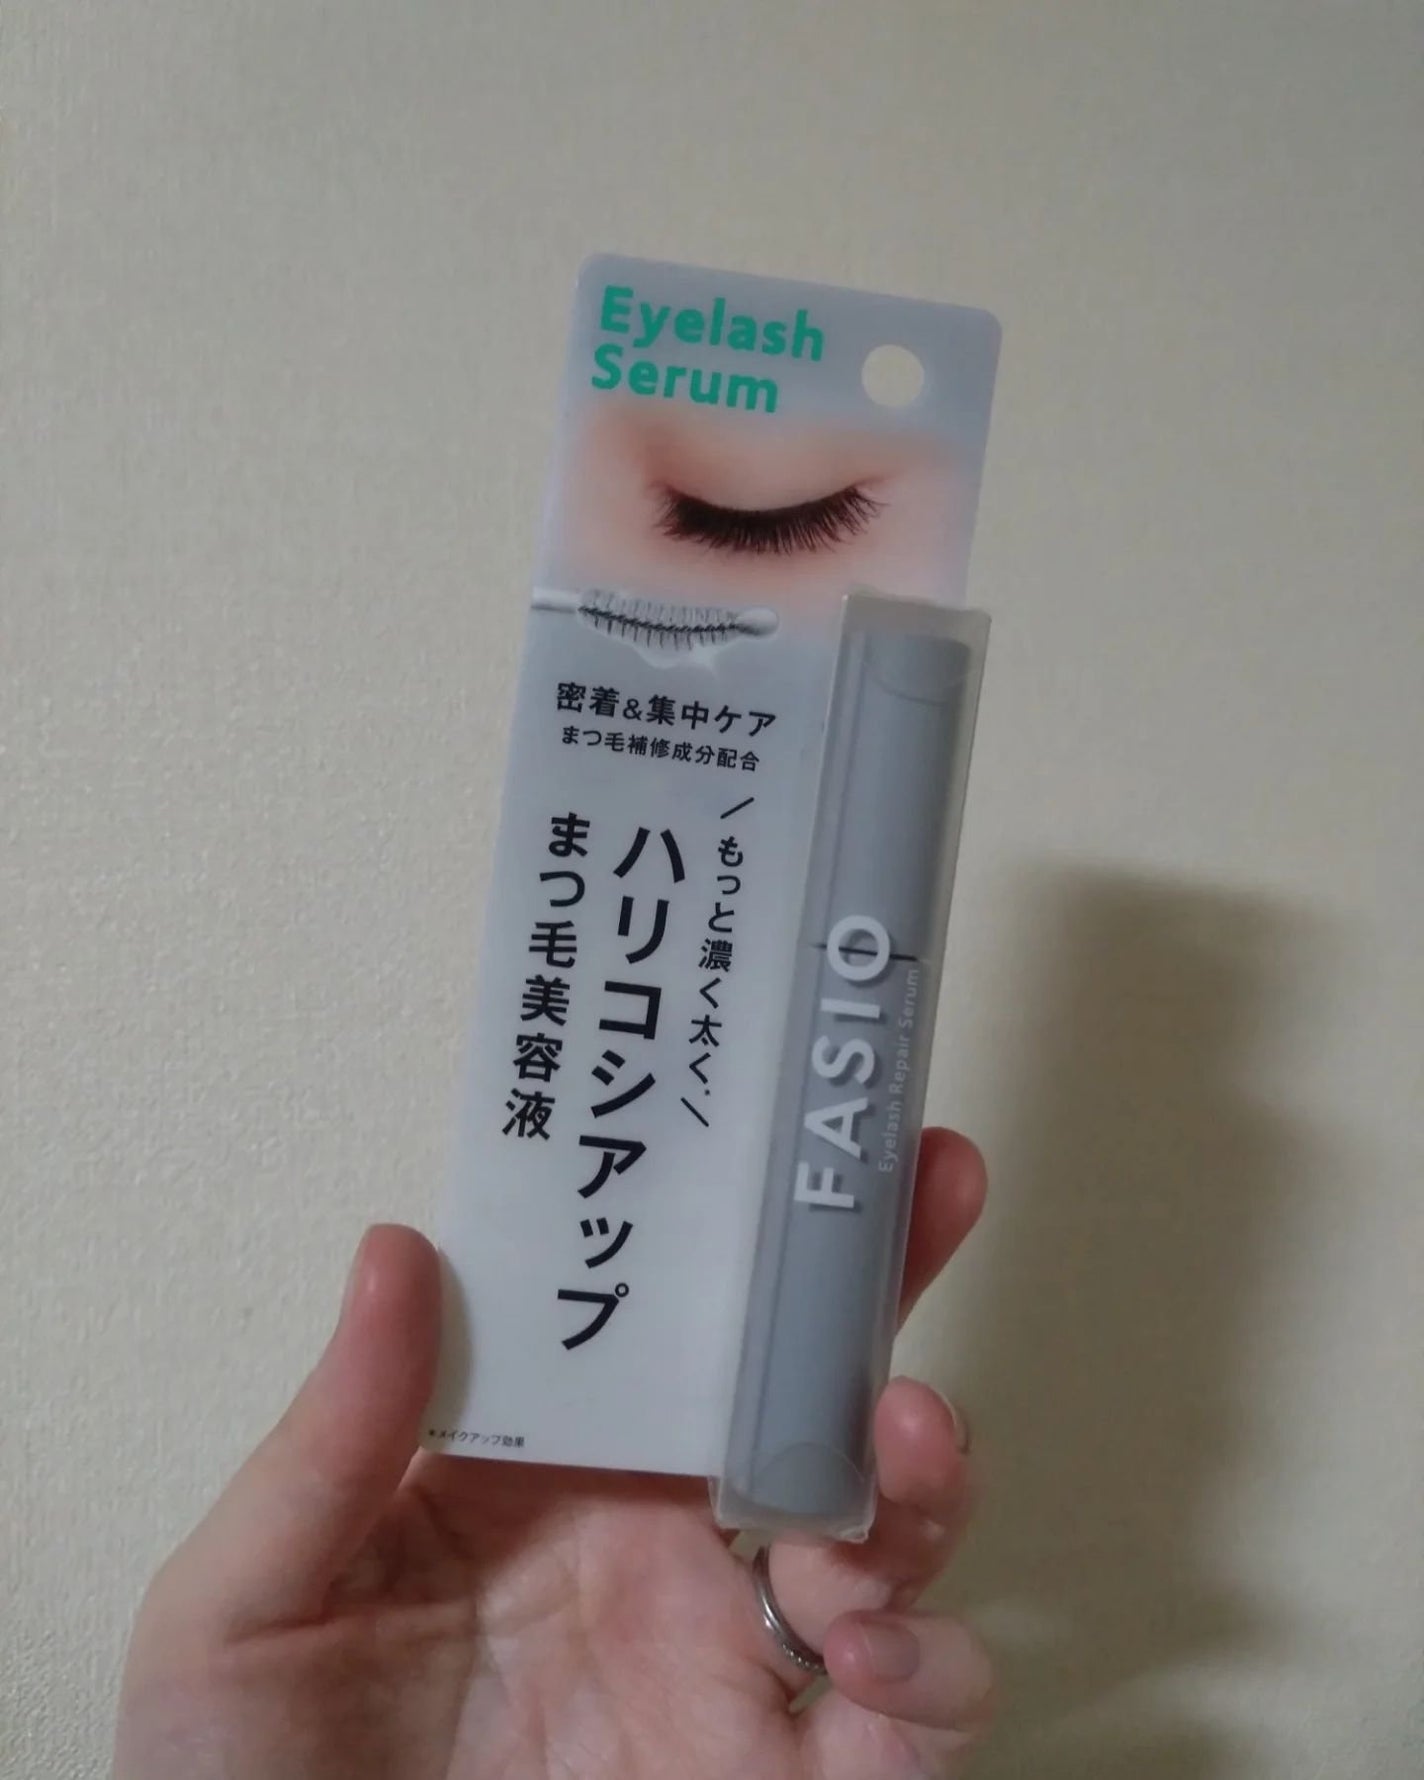 Eyelash
Serum
密着&集中ケア
まつ毛補修成分配合
もっと濃く太く*
ハリコシアップ
まつ毛美容液
FASIO
Eyelash Repair Serum
*メイクアップ効果